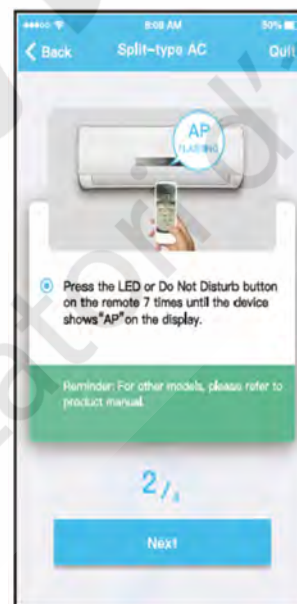 8:08 AM 50%
Back Split-type AC Quit
AP
FLASHING
Press the LED or Do Not Disturb button
on the remote 7 times until the device
shows“AP”on the display.
Reminder: For other models, please refer to
product manual.
2/
Next